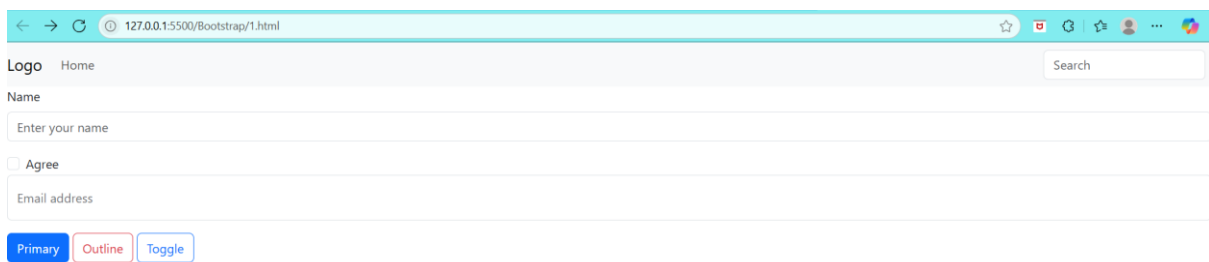 127.0.0.1:5500/Bootstrap/1.html
Logo Home Search
Name
Enter your name
Agree
Email address
Primary Outline Toggle